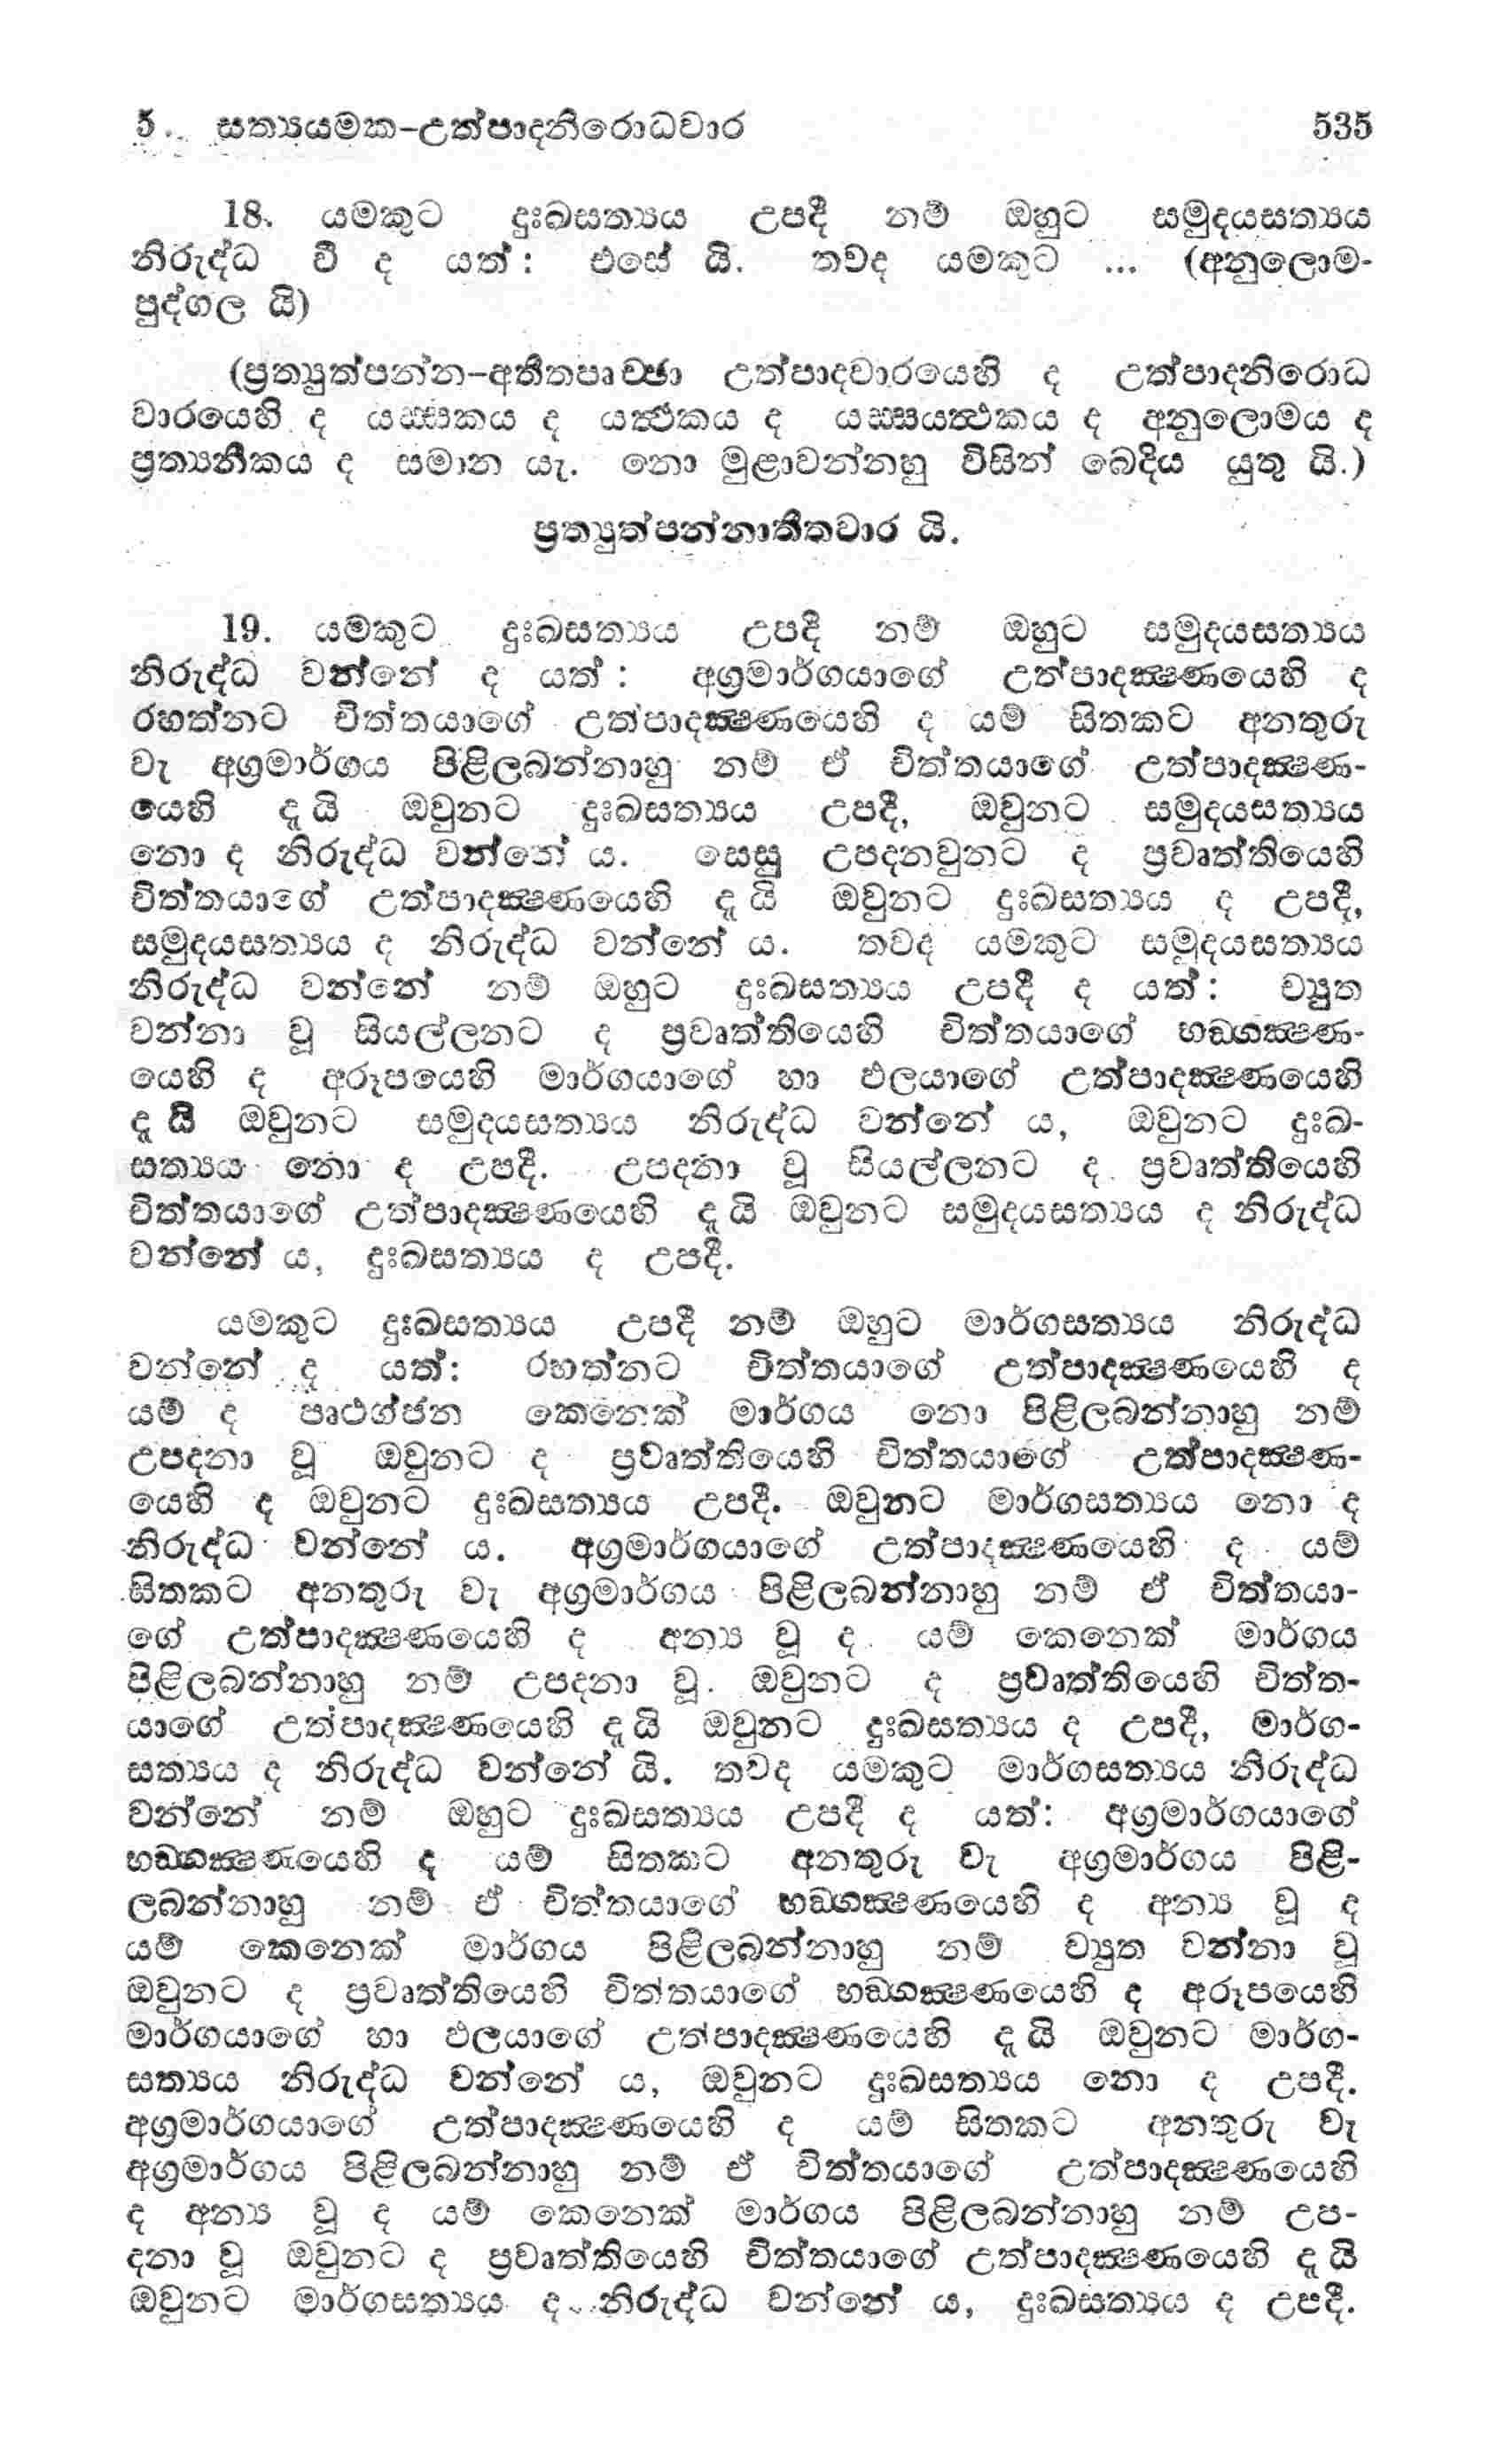 5. සත්‍යයමක-උත්පාදනිරොධවාර 535
18. යමකුට දුඃඛසත්‍යය උපදී නම් ඔහුට සමුදයසත්‍යය
නිරුද්ධ වී ද යත්: එසේ යි. තවද යමකුට ... (අනුලොම-
පුද්ගල යි)
(ප්‍රත්‍යුත්පන්න-අතීතපෘච්ඡා උත්පාදවාරයෙහි ද උත්පාදනිරොධ
වාරයෙහි ද යස්සකය ද යත්‍ථකය ද යස්සයත්‍ථකය ද අනුලොමය ද
ප්‍රත්‍යනීකය ද සමාන යැ. නො මුළාවන්නහු විසින් බෙදිය යුතු යි.)
ප්‍රත්‍යුත්පන්නාතීතවාර යි.
19. යමකුට දුඃඛසත්‍යය උපදී නම් ඔහුට සමුදයසත්‍යය
නිරුද්ධ වන්නේ ද යත්: අග්‍රමාර්ගයාගේ උත්පාදක්‍ෂණයෙහි ද
රහත්නට චිත්තයාගේ උත්පාදක්‍ෂණයෙහි ද යම් සිතකට අනතුරු
වැ අග්‍රමාර්ගය පිළිලබන්නාහු නම් ඒ චිත්තයාගේ උත්පාදක්‍ෂණ-
යෙහි දැ යි ඔවුනට දුඃඛසත්‍යය උපදී, ඔවුනට සමුදයසත්‍යය
නො ද නිරුද්ධ වන්නේ ය. සෙසු උපදනවුනට ද ප්‍රවෘත්තියෙහි
චිත්තයාගේ උත්පාදක්‍ෂණයෙහි දැ යි ඔවුනට දුඃඛසත්‍යය ද උපදී,
සමුදයසත්‍යය ද නිරුද්ධ වන්නේ ය. තවද යමකුට සමුදයසත්‍යය
නිරුද්ධ වන්නේ නම් ඔහුට දුඃඛසත්‍යය උපදී ද යත්: ච්‍යුත
වන්නා වූ සියල්ලනට ද ප්‍රවෘත්තියෙහි චිත්තයාගේ භඞ්ගක්‍ෂණ-
යෙහි ද අරූපයෙහි මාර්ගයාගේ හා ඵලයාගේ උත්පාදක්‍ෂණයෙහි
දැ යි ඔවුනට සමුදයසත්‍යය නිරුද්ධ වන්නේ ය, ඔවුනට දුඃඛ-
සත්‍යය නො ද උපදී. උපදනා වූ සියල්ලනට ද ප්‍රවෘත්තියෙහි
චිත්තයාගේ උත්පාදක්‍ෂණයෙහි දැ යි ඔවුනට සමුදයසත්‍යය ද නිරුද්ධ
වන්නේ ය, දුඃඛසත්‍යය ද උපදී.
යමකුට දුඃඛසත්‍යය උපදී නම් ඔහුට මාර්ගසත්‍යය නිරුද්ධ
වන්නේ ද යත්: රහත්නට චිත්තයාගේ උත්පාදක්‍ෂණයෙහි ද
යම් ද පෘථග්ජන කෙනෙක් මාර්ගය නො පිළිලබන්නාහු නම්
උපදනා වූ ඔවුනට ද ප්‍රවෘත්තියෙහි චිත්තයාගේ උත්පාදක්‍ෂණ-
යෙහි ද ඔවුනට දුඃඛසත්‍යය උපදී. ඔවුනට මාර්ගසත්‍යය නො ද
නිරුද්ධ වන්නේ ය. අග්‍රමාර්ගයාගේ උත්පාදක්‍ෂණයෙහි ද යම්
සිතකට අනතුරු වැ අග්‍රමාර්ගය පිළිලබන්නාහු නම් ඒ චිත්තයා-
ගේ උත්පාදක්‍ෂණයෙහි ද අන්‍ය වූ ද යම් කෙනෙක් මාර්ගය
පිළිලබන්නාහු නම් උපදනා වූ ඔවුනට ද ප්‍රවෘත්තියෙහි චිත්ත-
යාගේ උත්පාදක්‍ෂණයෙහි දැ යි ඔවුනට දුඃඛසත්‍යය ද උපදී, මාර්ග-
සත්‍යය ද නිරුද්ධ වන්නේ යි. තවද යමකුට මාර්ගසත්‍යය නිරුද්ධ
වන්නේ නම් ඔහුට දුඃඛසත්‍යය උපදී ද යත්: අග්‍රමාර්ගයාගේ
භඞ්ගක්‍ෂණයෙහි ද යම් සිතකට අනතුරු වැ අග්‍රමාර්ගය පිළි-
ලබන්නාහු නම් ඒ චිත්තයාගේ භඞ්ගක්‍ෂණයෙහි ද අන්‍ය වූ ද
යම් කෙනෙක් මාර්ගය පිළිලබන්නාහු නම් ච්‍යුත වන්නා වූ
ඔවුනට ද ප්‍රවෘත්තියෙහි චිත්තයාගේ භඞ්ගක්‍ෂණයෙහි ද අරූපයෙහි
මාර්ගයාගේ හා ඵලයාගේ උත්පාදක්‍ෂණයෙහි දැ යි ඔවුනට මාර්ග-
සත්‍යය නිරුද්ධ වන්නේ ය, ඔවුනට දුඃඛසත්‍යය නො ද උපදී.
අග්‍රමාර්ගයාගේ උත්පාදක්‍ෂණයෙහි ද යම් සිතකට අනතුරු වැ
අග්‍රමාර්ගය පිළිලබන්නාහු නම් ඒ චිත්තයාගේ උත්පාදක්‍ෂණයෙහි
ද අන්‍ය වූ ද යම් කෙනෙක් මාර්ගය පිළිලබන්නාහු නම් උප-
දනා වූ ඔවුනට ද ප්‍රවෘත්තියෙහි චිත්තයාගේ උත්පාදක්‍ෂණයෙහි දැ යි
ඔවුනට මාර්ගසත්‍යය ද නිරුද්ධ වන්නේ ය, දුඃඛසත්‍යය ද උපදී.